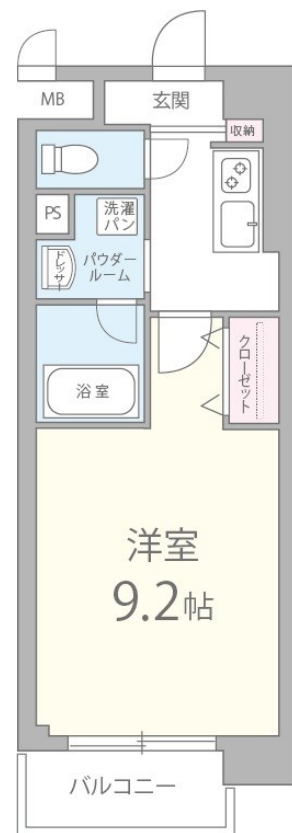 MB
玄関
収納
PS
洗濯
パン
ドレッサー
パウダー
ルーム
クローゼット
浴室
洋室
9.2帖
バルコニー